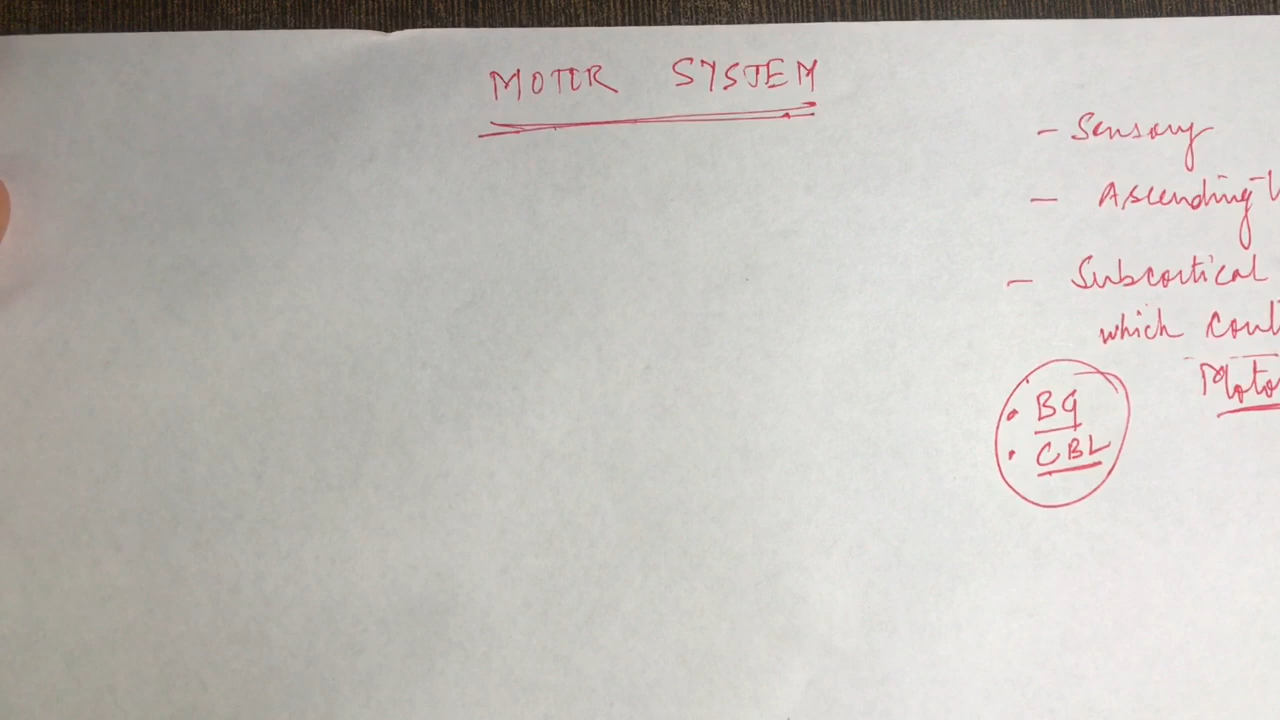 MOTOR SYSTEM
- Sensory
- Ascending
- Subcortical
which
• BG
• CBL